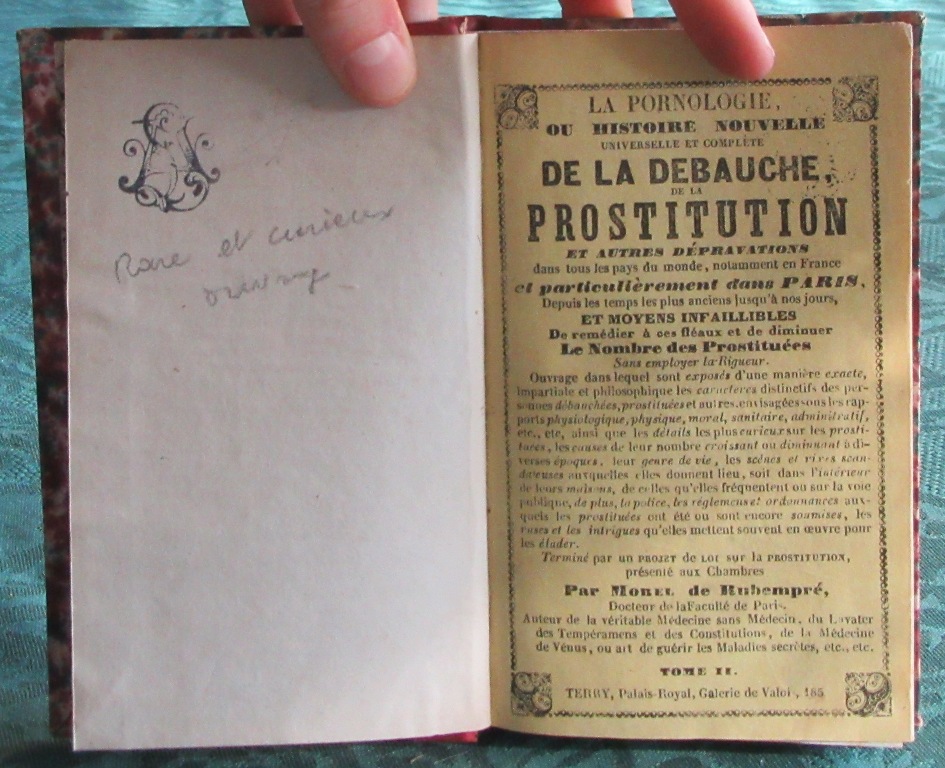 Rare et curieux
ouvrage
LA PORNOLOGIE,
OU HISTOIRE NOUVELLE
UNIVERSELLE ET COMPLÈTE
DE LA DEBAUCHE,
DE LA
PROSTITUTION
ET AUTRES DÉPRAVATIONS
dans tous les pays du monde, notamment en France
et particulièrement dans PARIS,
Depuis les temps les plus anciens jusqu'à nos jours,
ET MOYENS INFAILLIBLES
De remédier à ces fléaux et de diminuer
Le Nombre des Prostituées
Sans employer la Rigueur.
Ouvrage dans lequel sont exposés d'une manière exacte,
impartiale et philosophique les caractères distinctifs des per-
sonnes débauchées, prostituées et autres, envisagées sous les rap-
ports physiologique, physique, moral, sanitaire, administratif,
etc., etc, ainsi que les détails les plus curieux sur les prosti-
tuées, les causes de leur nombre croissant ou diminuant à di-
verses époques, leur genre de vie, les scènes et rixes scan-
daleuses auxquelles elles donnent lieu, soit dans l'intérieur
de leurs maisons, de celles qu'elles fréquentent ou sur la voie
publique, de plus, la police, les réglemens et ordonnances aux-
quels les prostituées ont été ou sont encore soumises, les
ruses et les intrigues qu'elles mettent souvent en œuvre pour
les éluder.
Terminé par un PROJET DE LOI SUR LA PROSTITUTION,
présenté aux Chambres
Par MOREL de Rubempré,
Docteur de la Faculté de Paris.
Auteur de la véritable Médecine sans Médecin, du Lavater
des Tempéramens et des Constitutions, de la Médecine
de Vénus, ou art de guérir les Maladies secrètes, etc., etc.
TOME II.
TERRY, Palais-Royal, Galerie de Valois, 185